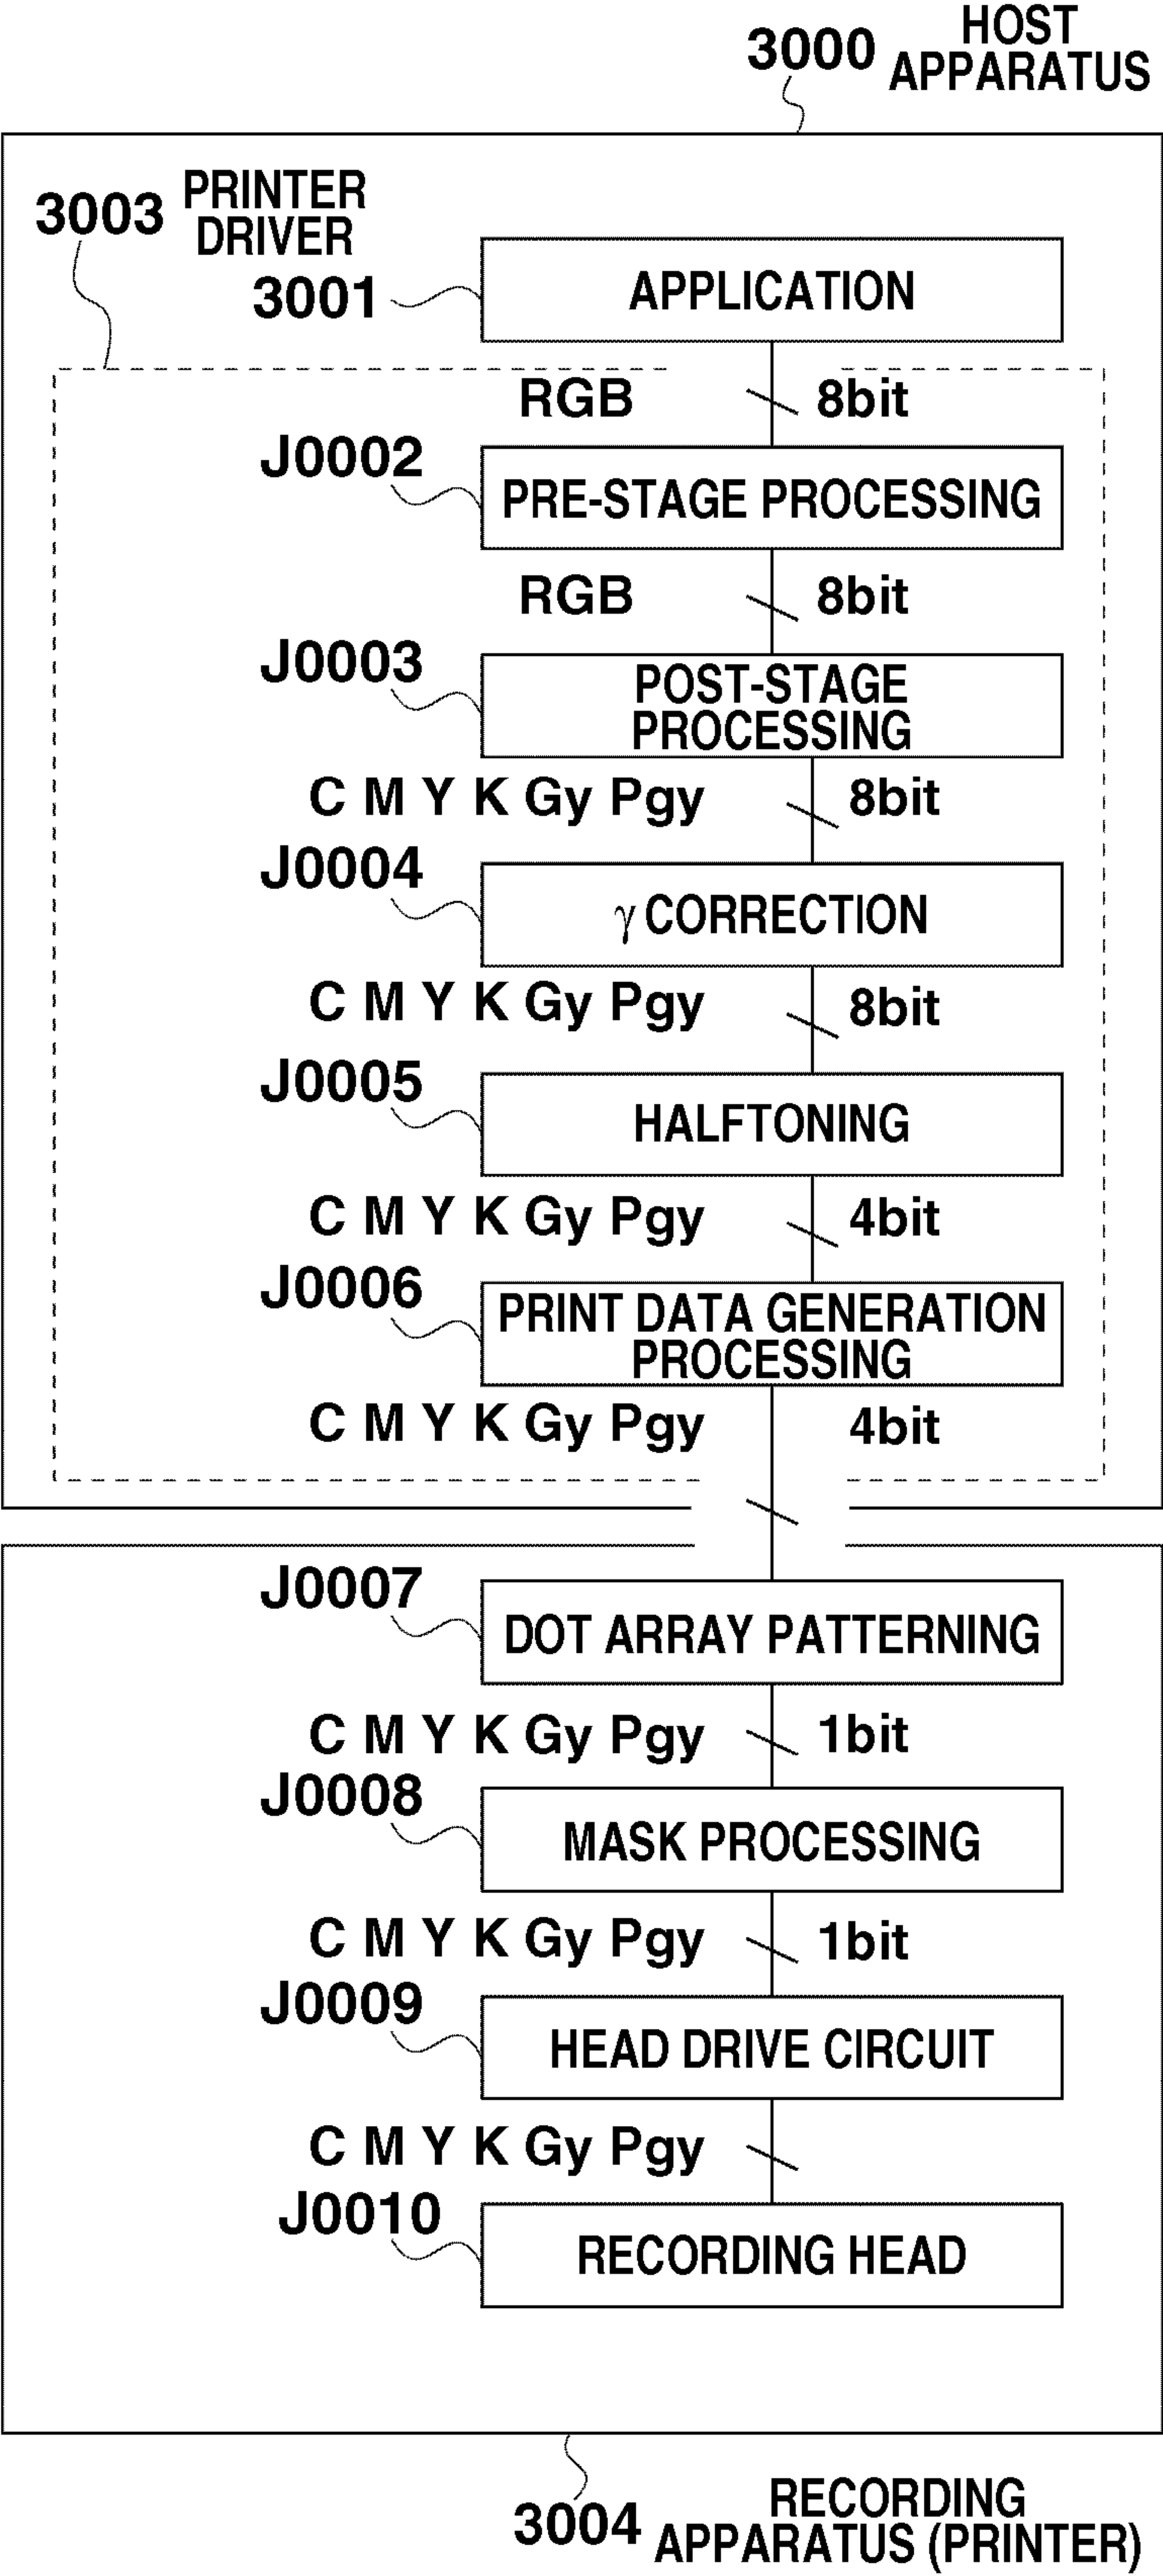 3000 HOST
APPARATUS
3003 PRINTER
DRIVER
3001 APPLICATION
RGB 8bit
J0002 PRE-STAGE PROCESSING
RGB 8bit
J0003 POST-STAGE
PROCESSING
C M Y K Gy Pgy 8bit
J0004 γ CORRECTION
C M Y K Gy Pgy 8bit
J0005 HALFTONING
C M Y K Gy Pgy 4bit
J0006 PRINT DATA GENERATION
PROCESSING
C M Y K Gy Pgy 4bit
J0007 DOT ARRAY PATTERNING
C M Y K Gy Pgy 1bit
J0008 MASK PROCESSING
C M Y K Gy Pgy 1bit
J0009 HEAD DRIVE CIRCUIT
C M Y K Gy Pgy
J0010 RECORDING HEAD
3004 RECORDING
APPARATUS (PRINTER)